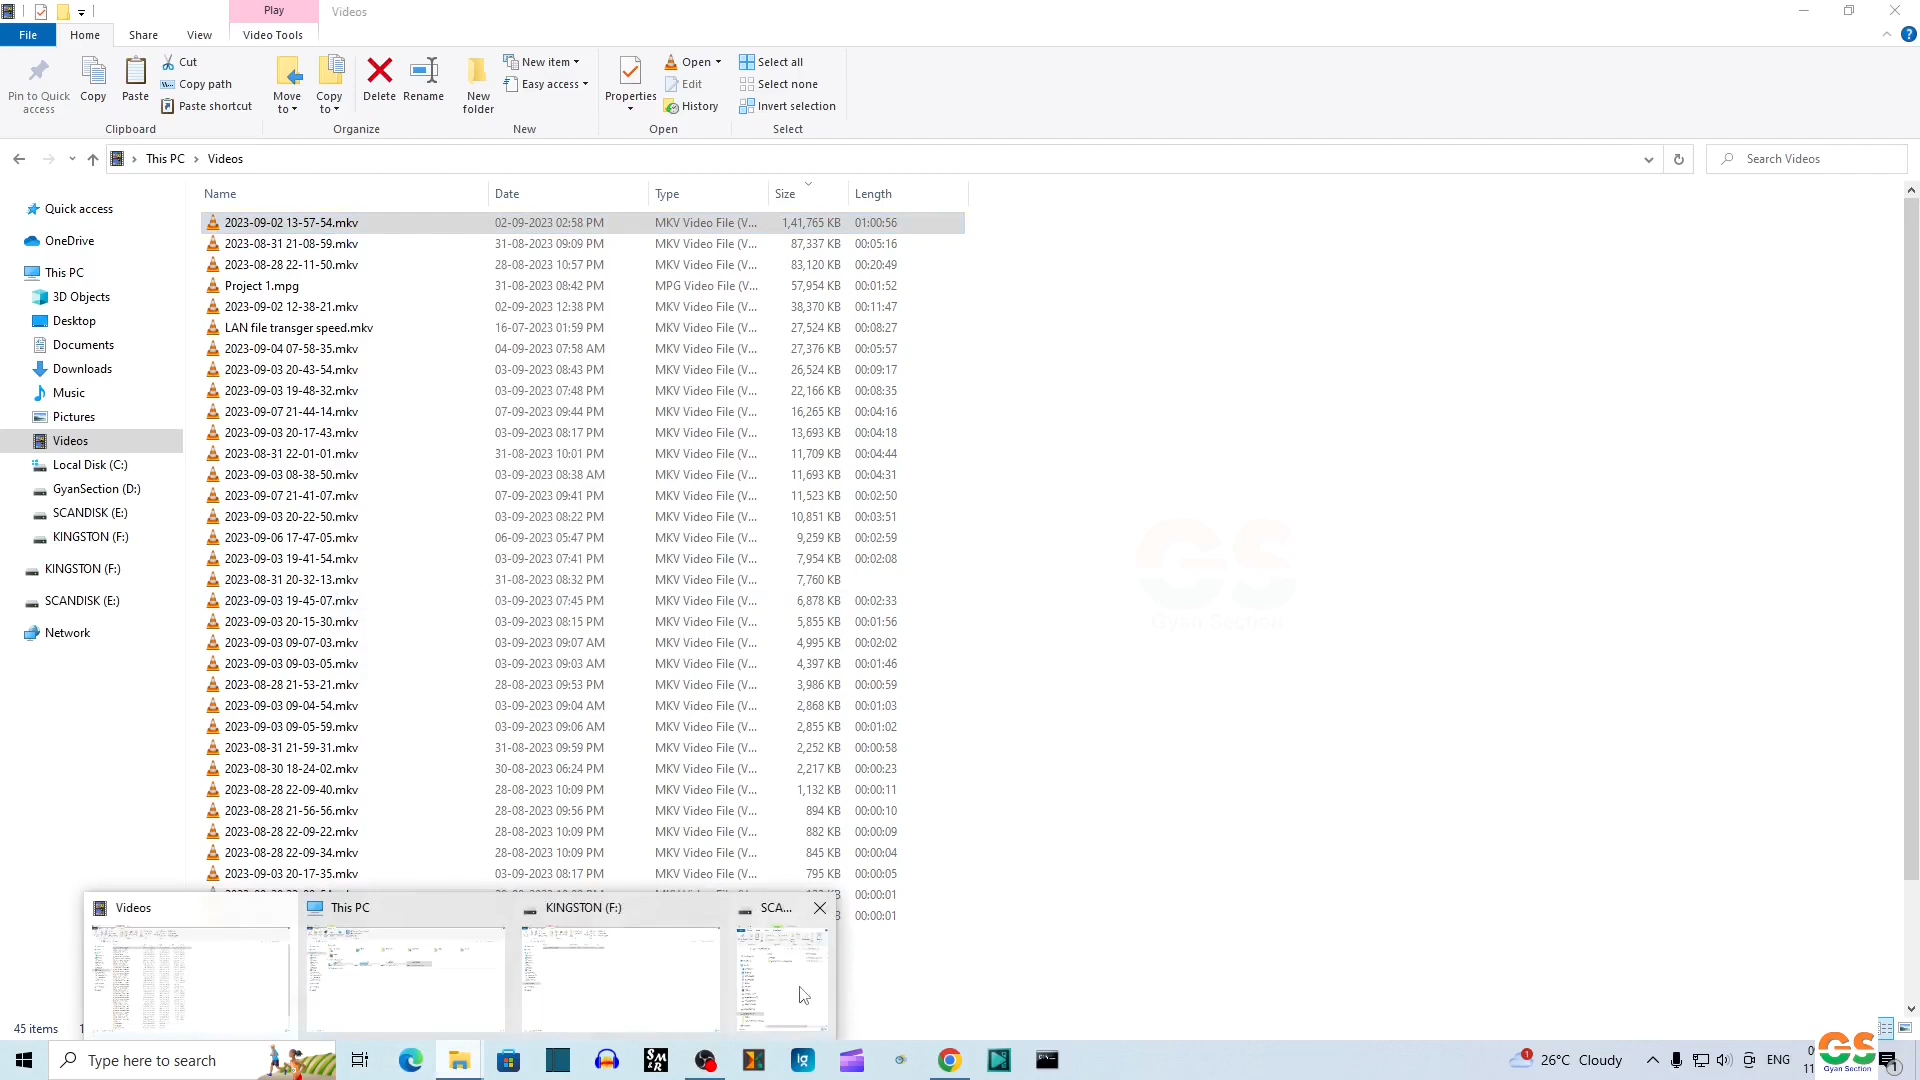 Play
Videos
File
Home
Share
View
Video Tools
Pin to Quick access
Copy
Paste
Cut
Copy path
Paste shortcut
Clipboard
Move to
Copy to
Delete
Rename
Organize
New folder
New item
Easy access
New
Properties
Open
Edit
History
Open
Select all
Select none
Invert selection
Select
This PC
Videos
Search Videos
Quick access
OneDrive
This PC
3D Objects
Desktop
Documents
Downloads
Music
Pictures
Videos
Local Disk (C:)
GyanSection (D:)
SCANDISK (E:)
KINGSTON (F:)
KINGSTON (F:)
SCANDISK (E:)
Network
Name Date Type Size Length
2023-09-02 13-57-54.mkv 02-09-2023 02:58 PM MKV Video File (V... 1,41,765 KB 01:00:56
2023-08-31 21-08-59.mkv 31-08-2023 09:09 PM MKV Video File (V... 87,337 KB 00:05:16
2023-08-28 22-11-50.mkv 28-08-2023 10:57 PM MKV Video File (V... 83,120 KB 00:20:49
Project 1.mpg 31-08-2023 08:42 PM MPG Video File (V... 57,954 KB 00:01:52
2023-09-02 12-38-21.mkv 02-09-2023 12:38 PM MKV Video File (V... 38,370 KB 00:11:47
LAN file transger speed.mkv 16-07-2023 01:59 PM MKV Video File (V... 27,524 KB 00:08:27
2023-09-04 07-58-35.mkv 04-09-2023 07:58 AM MKV Video File (V... 27,376 KB 00:05:57
2023-09-03 20-43-54.mkv 03-09-2023 08:43 PM MKV Video File (V... 26,524 KB 00:09:17
2023-09-03 19-48-32.mkv 03-09-2023 07:48 PM MKV Video File (V... 22,166 KB 00:08:35
2023-09-07 21-44-14.mkv 07-09-2023 09:44 PM MKV Video File (V... 16,265 KB 00:04:16
2023-09-03 20-17-43.mkv 03-09-2023 08:17 PM MKV Video File (V... 13,693 KB 00:04:18
2023-08-31 22-01-01.mkv 31-08-2023 10:01 PM MKV Video File (V... 11,709 KB 00:04:44
2023-09-03 08-38-50.mkv 03-09-2023 08:38 AM MKV Video File (V... 11,693 KB 00:04:31
2023-09-07 21-41-07.mkv 07-09-2023 09:41 PM MKV Video File (V... 11,523 KB 00:02:50
2023-09-03 20-22-50.mkv 03-09-2023 08:22 PM MKV Video File (V... 10,851 KB 00:03:51
2023-09-06 17-47-05.mkv 06-09-2023 05:47 PM MKV Video File (V... 9,259 KB 00:02:59
2023-09-03 19-41-54.mkv 03-09-2023 07:41 PM MKV Video File (V... 7,954 KB 00:02:08
2023-08-31 20-32-13.mkv 31-08-2023 08:32 PM MKV Video File (V... 7,760 KB
2023-09-03 19-45-07.mkv 03-09-2023 07:45 PM MKV Video File (V... 6,878 KB 00:02:33
2023-09-03 20-15-30.mkv 03-09-2023 08:15 PM MKV Video File (V... 5,855 KB 00:01:56
2023-09-03 09-07-03.mkv 03-09-2023 09:07 AM MKV Video File (V... 4,995 KB 00:02:02
2023-09-03 09-03-05.mkv 03-09-2023 09:03 AM MKV Video File (V... 4,397 KB 00:01:46
2023-08-28 21-53-21.mkv 28-08-2023 09:53 PM MKV Video File (V... 3,986 KB 00:00:59
2023-09-03 09-04-54.mkv 03-09-2023 09:04 AM MKV Video File (V... 2,868 KB 00:01:03
2023-09-03 09-05-59.mkv 03-09-2023 09:06 AM MKV Video File (V... 2,855 KB 00:01:02
2023-08-31 21-59-31.mkv 31-08-2023 09:59 PM MKV Video File (V... 2,252 KB 00:00:58
2023-08-30 18-24-02.mkv 30-08-2023 06:24 PM MKV Video File (V... 2,217 KB 00:00:23
2023-08-28 22-09-40.mkv 28-08-2023 10:09 PM MKV Video File (V... 1,132 KB 00:00:11
2023-08-28 21-56-56.mkv 28-08-2023 09:56 PM MKV Video File (V... 894 KB 00:00:10
2023-08-28 22-09-22.mkv 28-08-2023 10:09 PM MKV Video File (V... 882 KB 00:00:09
2023-08-28 22-09-34.mkv 28-08-2023 10:09 PM MKV Video File (V... 845 KB 00:00:04
2023-09-03 20-17-35.mkv 03-09-2023 08:17 PM MKV Video File (V... 795 KB 00:00:05
00:00:01
00:00:01
GS
Gyan Section
Videos
This PC
KINGSTON (F:)
SCA...
45 items
Type here to search
26°C Cloudy
ENG
GS
Gyan Section